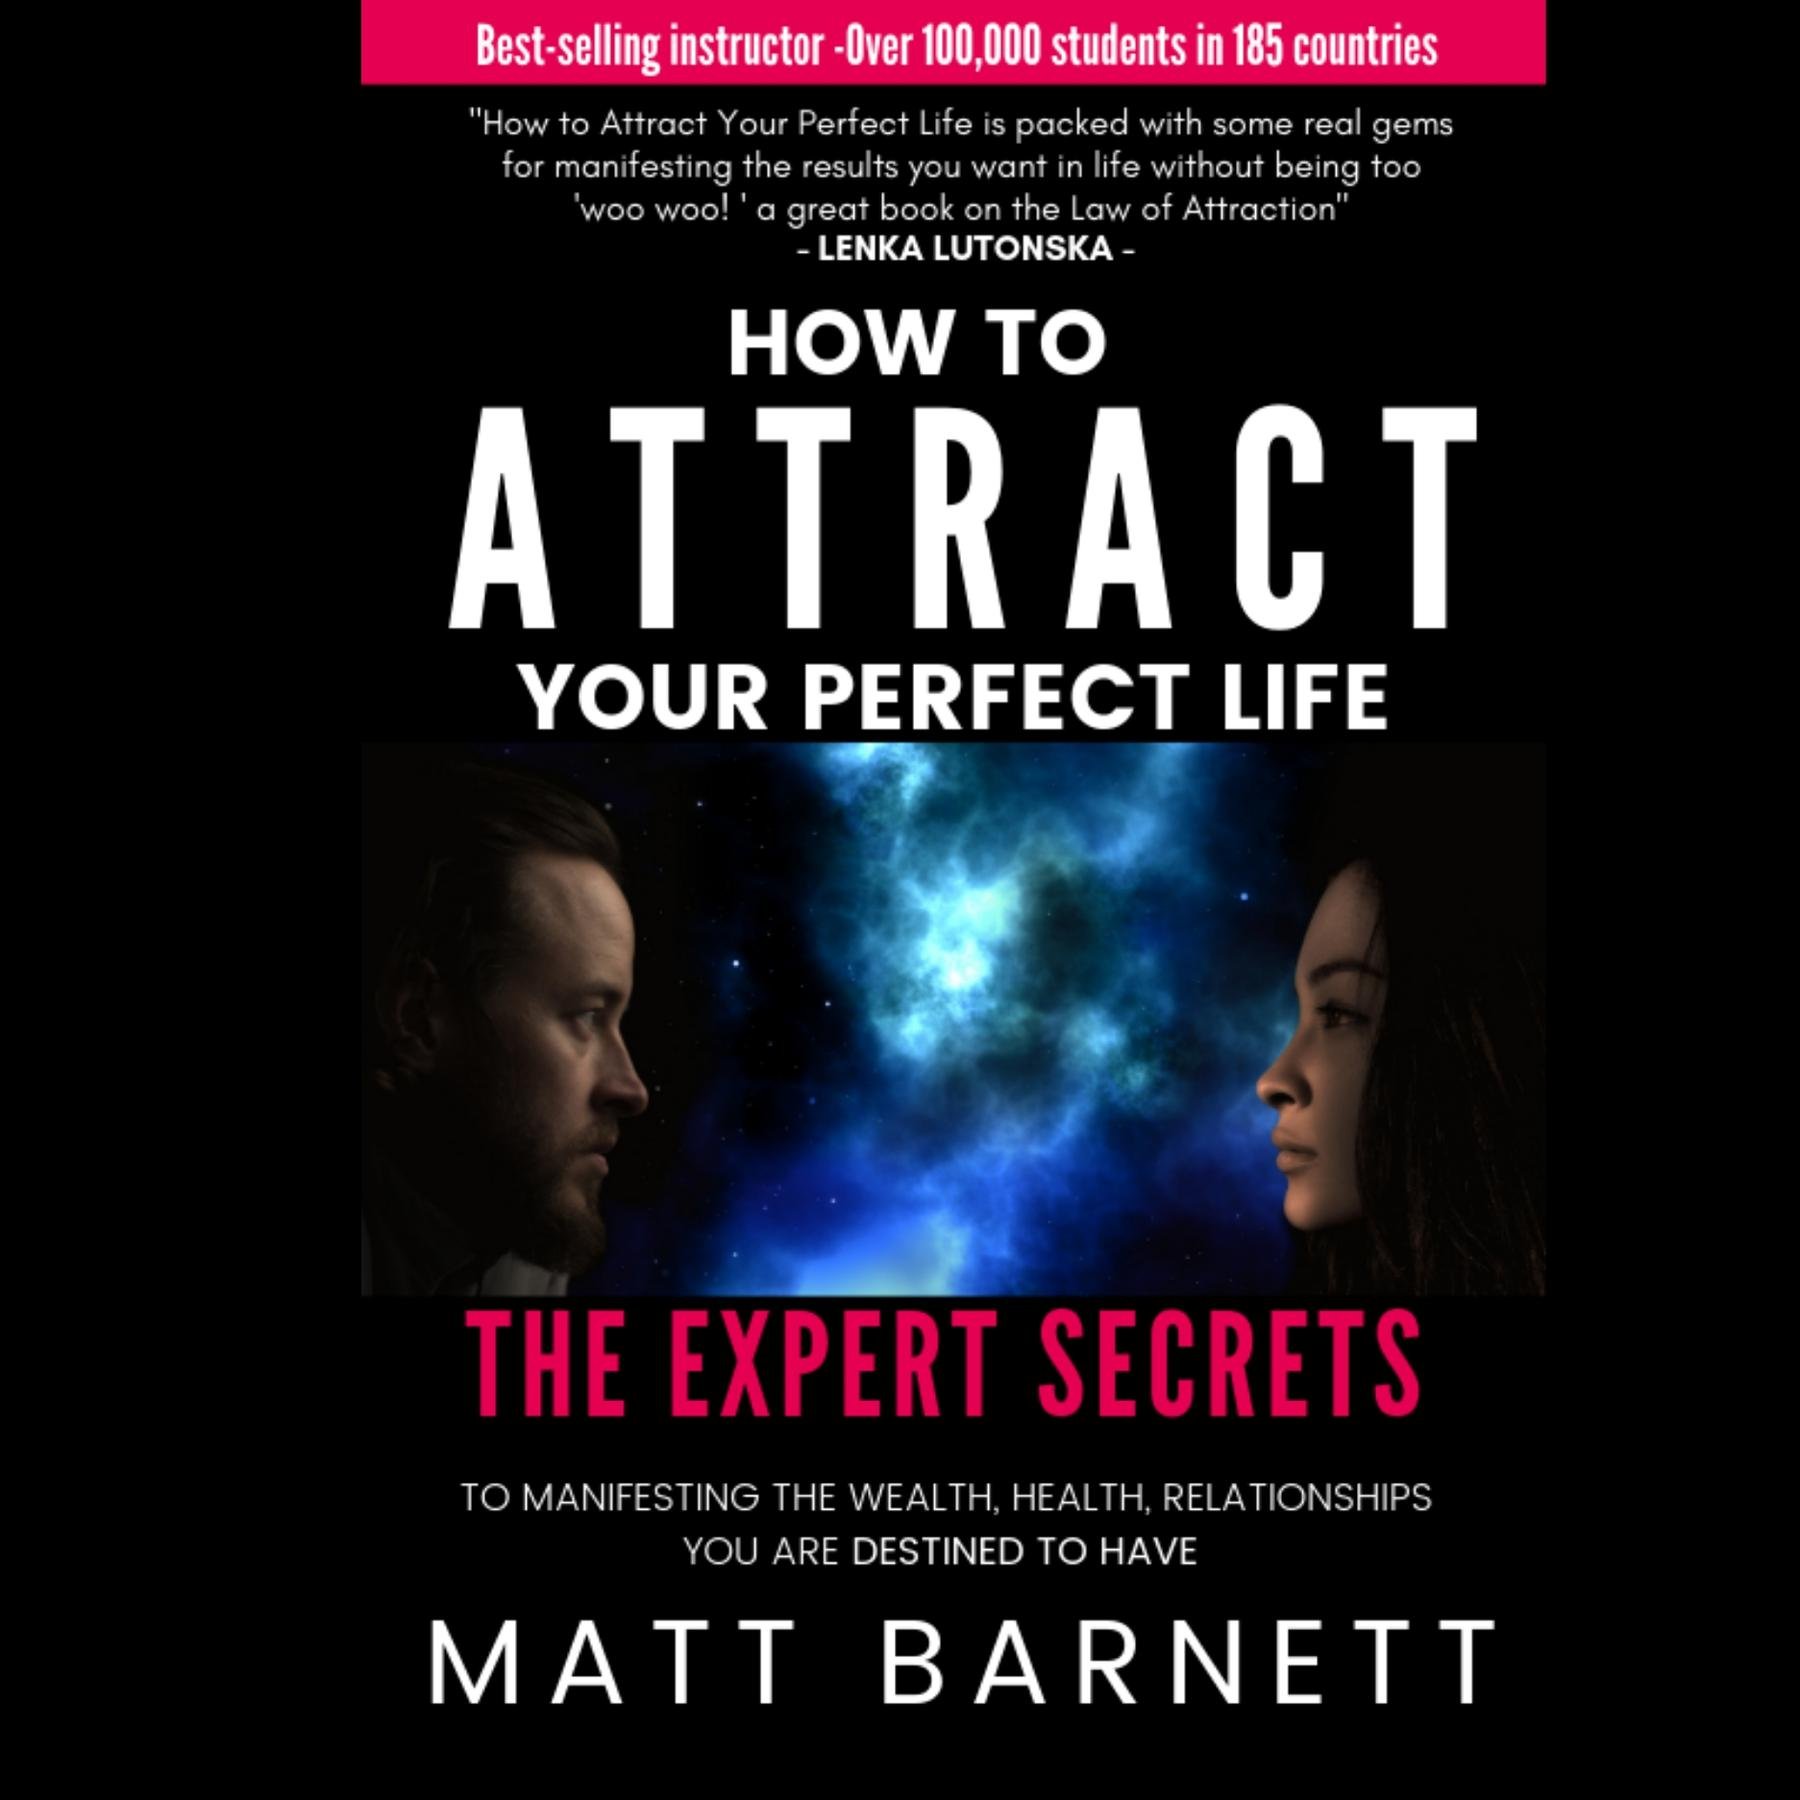 Best-selling instructor -Over 100,000 students in 185 countries
"How to Attract Your Perfect Life is packed with some real gems
for manifesting the results you want in life without being too
'woo woo! ' a great book on the Law of Attraction"
- LENKA LUTONSKA -
HOW TO
ATTRACT
YOUR PERFECT LIFE
THE EXPERT SECRETS
TO MANIFESTING THE WEALTH, HEALTH, RELATIONSHIPS
YOU ARE DESTINED TO HAVE
MATT BARNETT